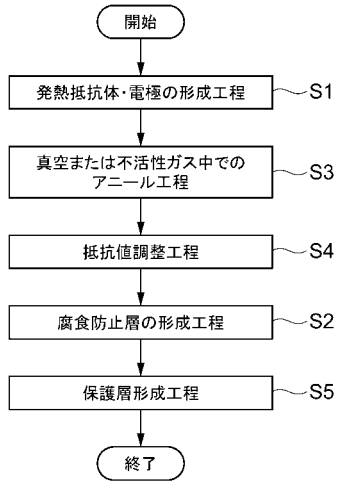 開始
発熱抵抗体・電極の形成工程 S1
真空または不活性ガス中での
アニール工程 S3
抵抗値調整工程 S4
腐食防止層の形成工程 S2
保護層形成工程 S5
終了